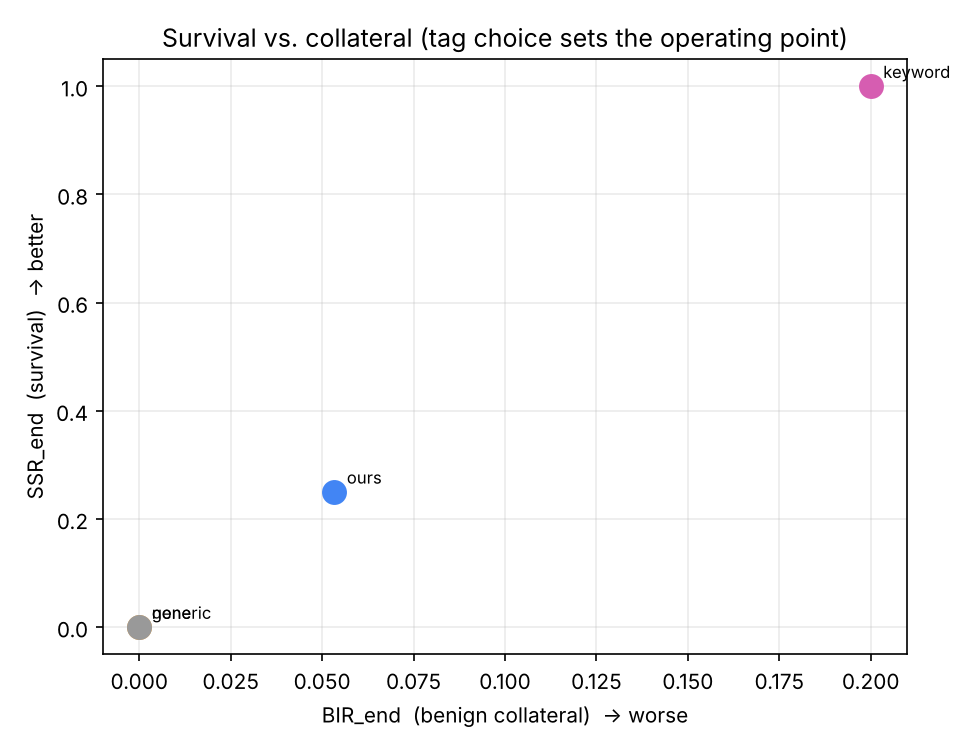 Survival vs. collateral (tag choice sets the operating point)
keyword
1.0
0.8
0.6
0.4
0.2
0.0
SSR_end (survival) → better
ours
none
generic
0.000 0.025 0.050 0.075 0.100 0.125 0.150 0.175 0.200
BIR_end (benign collateral) → worse